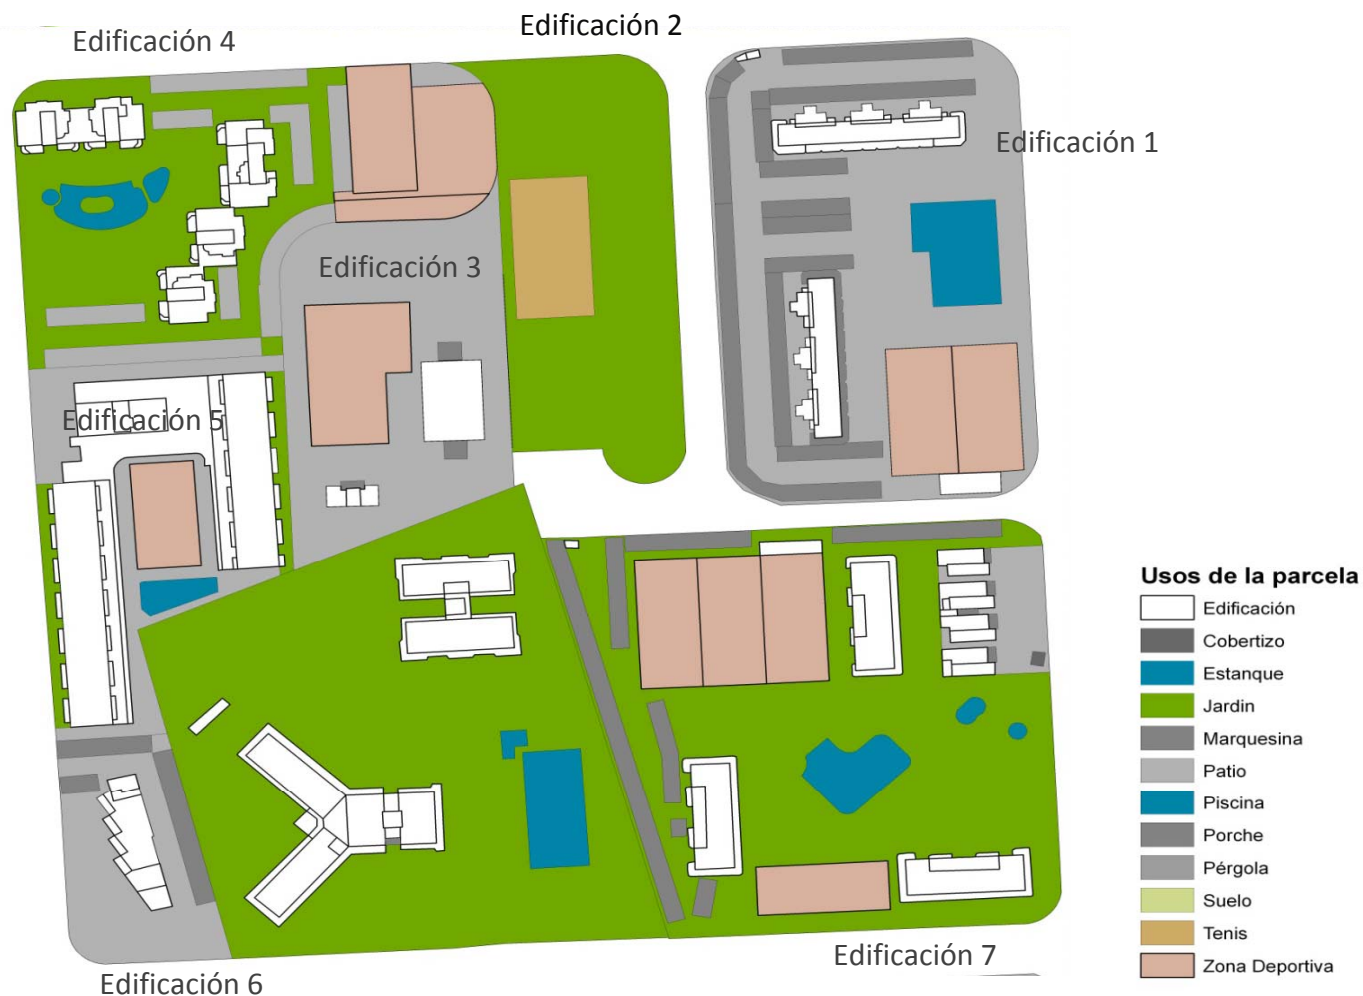 Edificación 2
Edificación 4
Edificación 1
Edificación 3
Edificación 5
Edificación 7
Edificación 6
Usos de la parcela
Edificación
Cobertizo
Estanque
Jardin
Marquesina
Patio
Piscina
Porche
Pérgola
Suelo
Tenis
Zona Deportiva